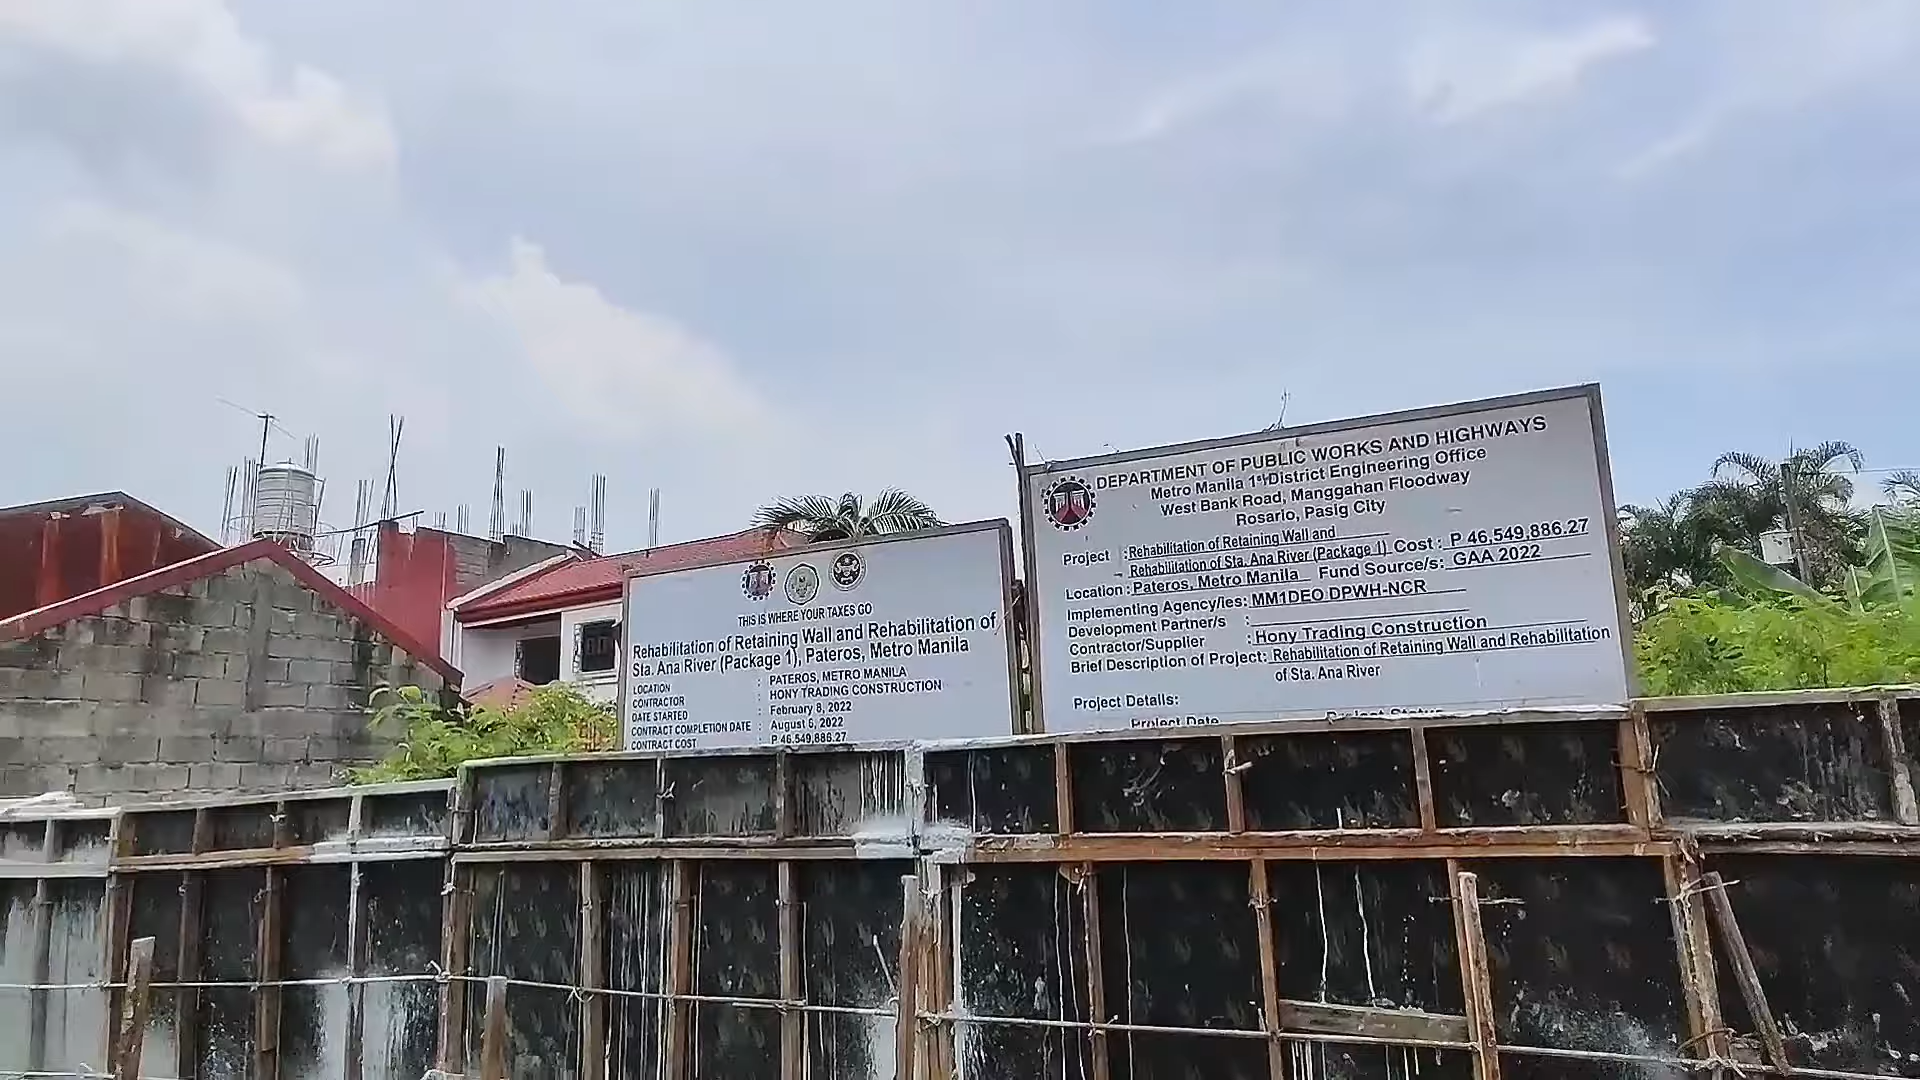 THIS IS WHERE YOUR TAXES GO
Rehabilitation of Retaining Wall and Rehabilitation of
Sta. Ana River (Package 1), Pateros, Metro Manila
LOCATION : PATEROS, METRO MANILA
CONTRACTOR : HONY TRADING CONSTRUCTION
DATE STARTED : February 8, 2022
CONTRACT COMPLETION DATE : August 6, 2022
CONTRACT COST : P 46,549,886.27
DEPARTMENT OF PUBLIC WORKS AND HIGHWAYS
Metro Manila 1st District Engineering Office
West Bank Road, Manggahan Floodway
Rosario, Pasig City
Project : Rehabilitation of Retaining Wall and
Rehabilitation of Sta. Ana River (Package 1) Cost : P 46,549,886.27
Location : Pateros, Metro Manila Fund Source/s: GAA 2022
Implementing Agency/ies: MM1DEO DPWH-NCR
Development Partner/s :
Contractor/Supplier : Hony Trading Construction
Brief Description of Project: Rehabilitation of Retaining Wall and Rehabilitation
of Sta. Ana River
Project Details:
Project Date Project Status